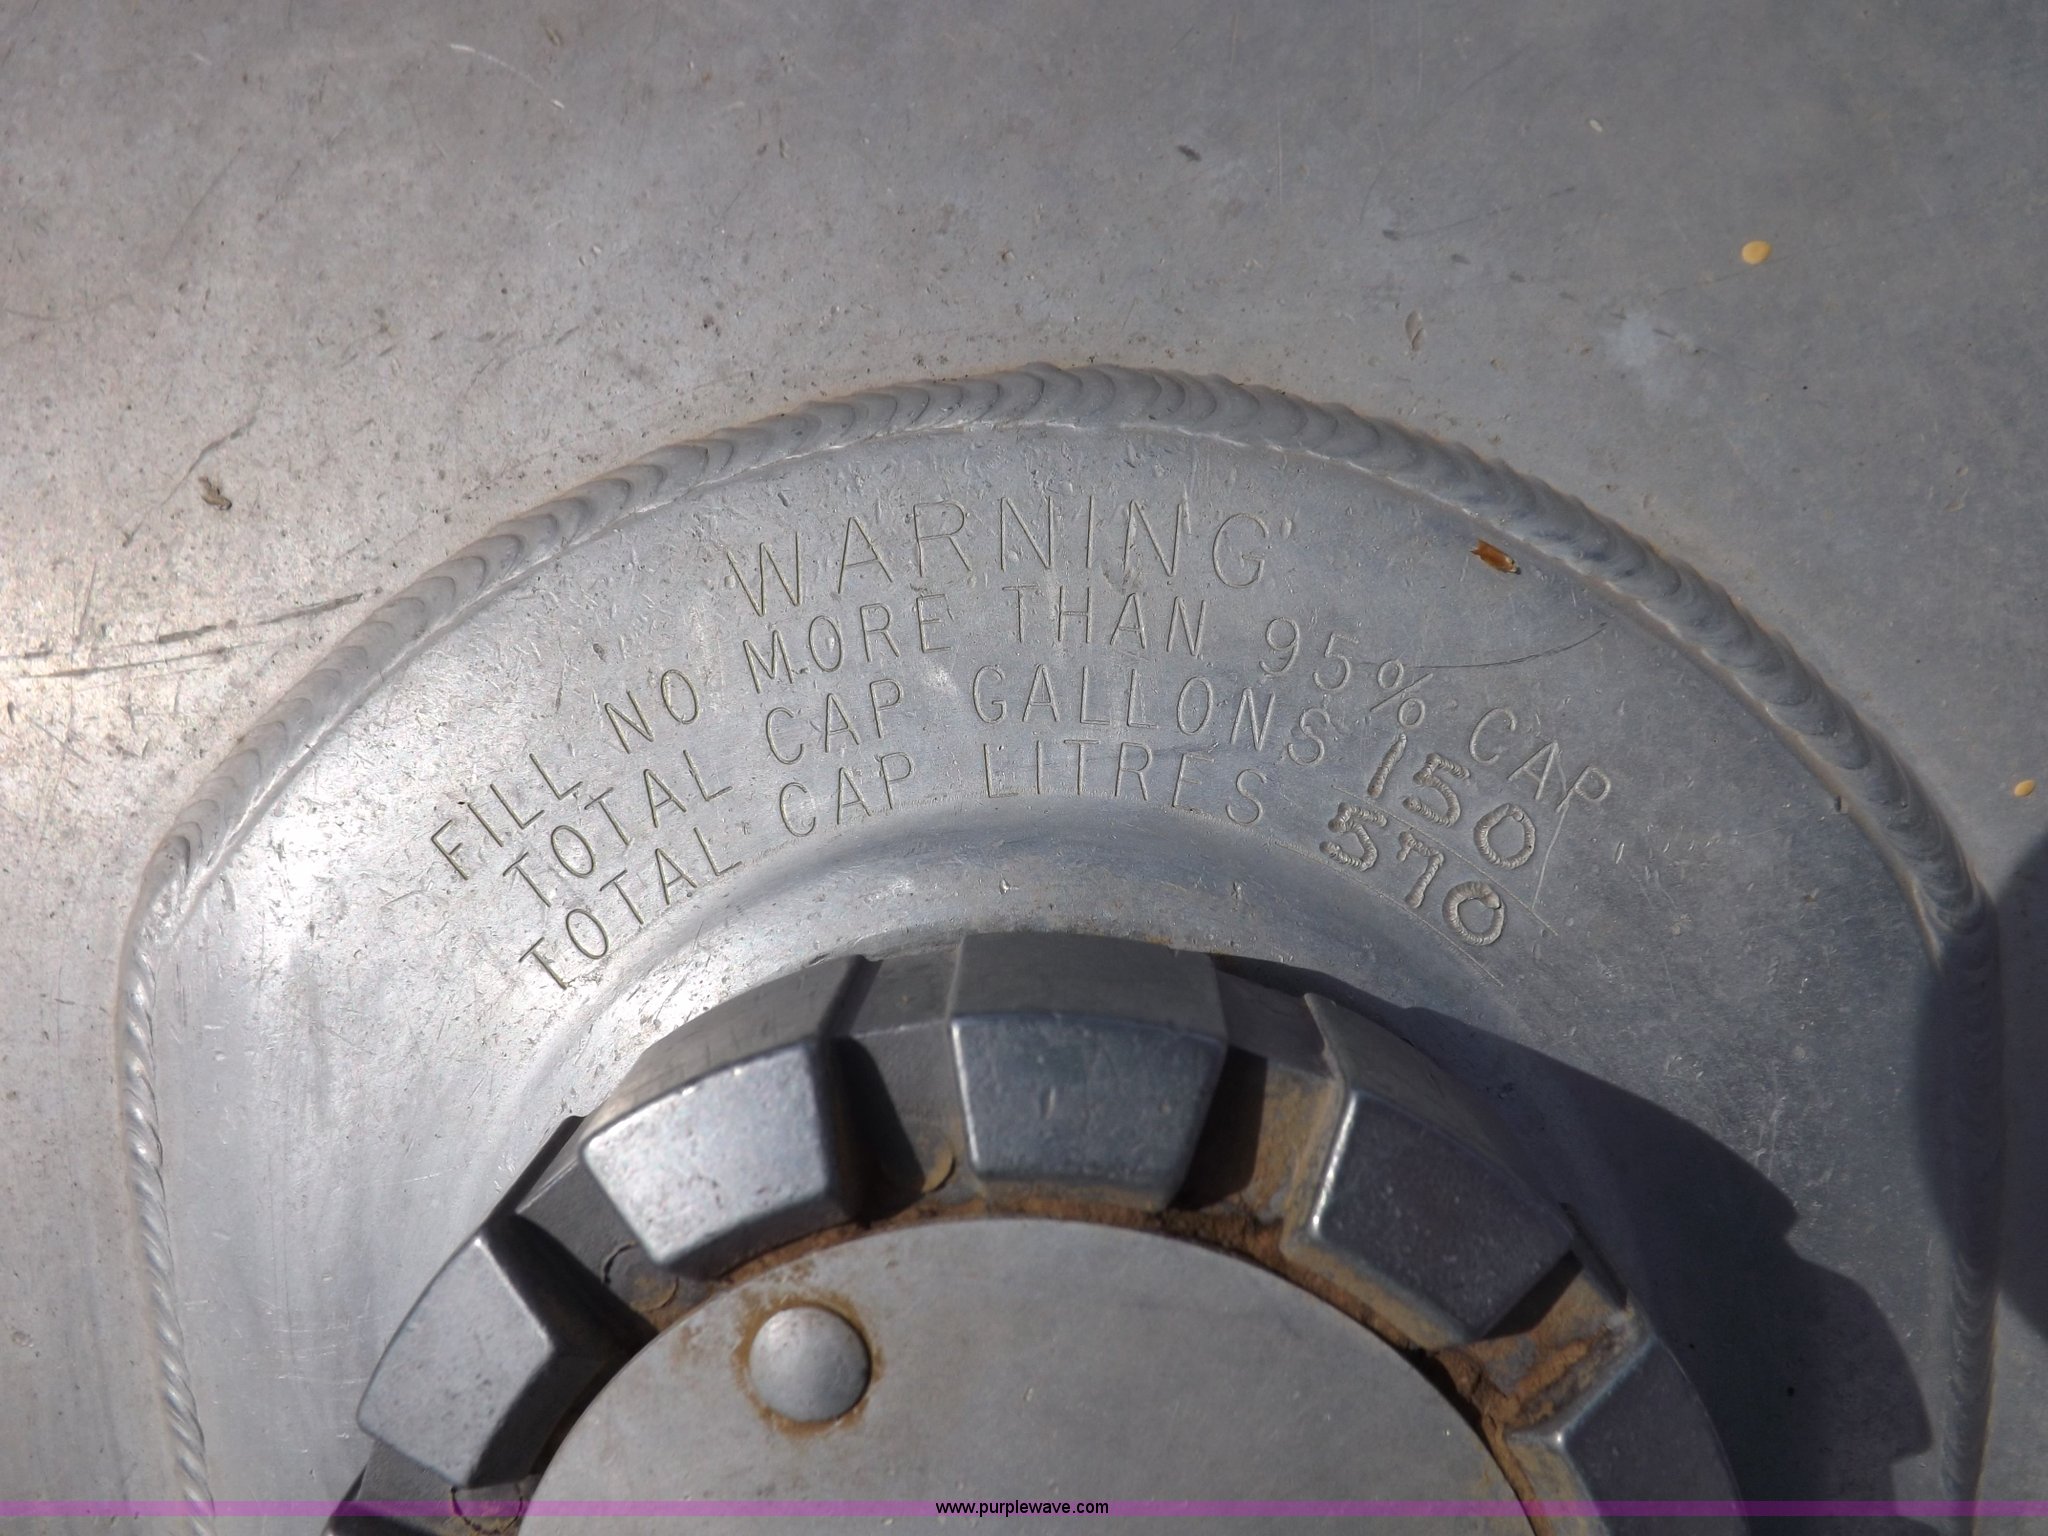 WARNING
FILL NO MORE THAN 95% CAP
TOTAL CAP GALLONS 150
TOTAL CAP LITRES 570
www.purplewave.com